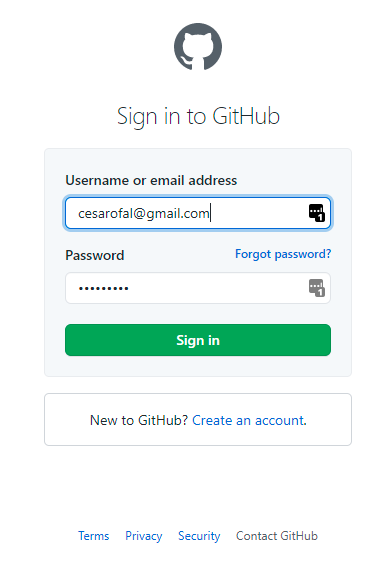 Sign in to GitHub
Username or email address
cesarofal@gmail.com
Password Forgot password?
•••••••••
Sign in
New to GitHub? Create an account.
Terms Privacy Security Contact GitHub